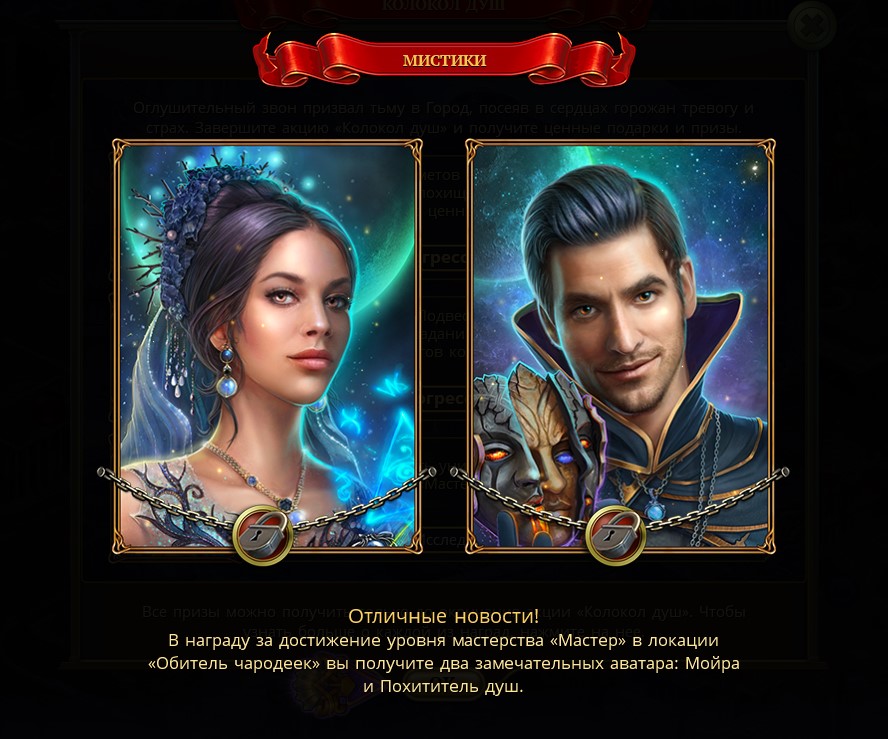 КОЛОКОЛ ДУШ
МИСТИКИ
Оглушительный звон призвал тьму в Город, посеяв в сердцах горожан тревогу и
страх. Завершите акцию «Колокол душ» и получите ценные подарки и призы.
Отличные новости!
В награду за достижение уровня мастерства «Мастер» в локации
«Обитель чародеек» вы получите два замечательных аватара: Мойра
и Похититель душ.